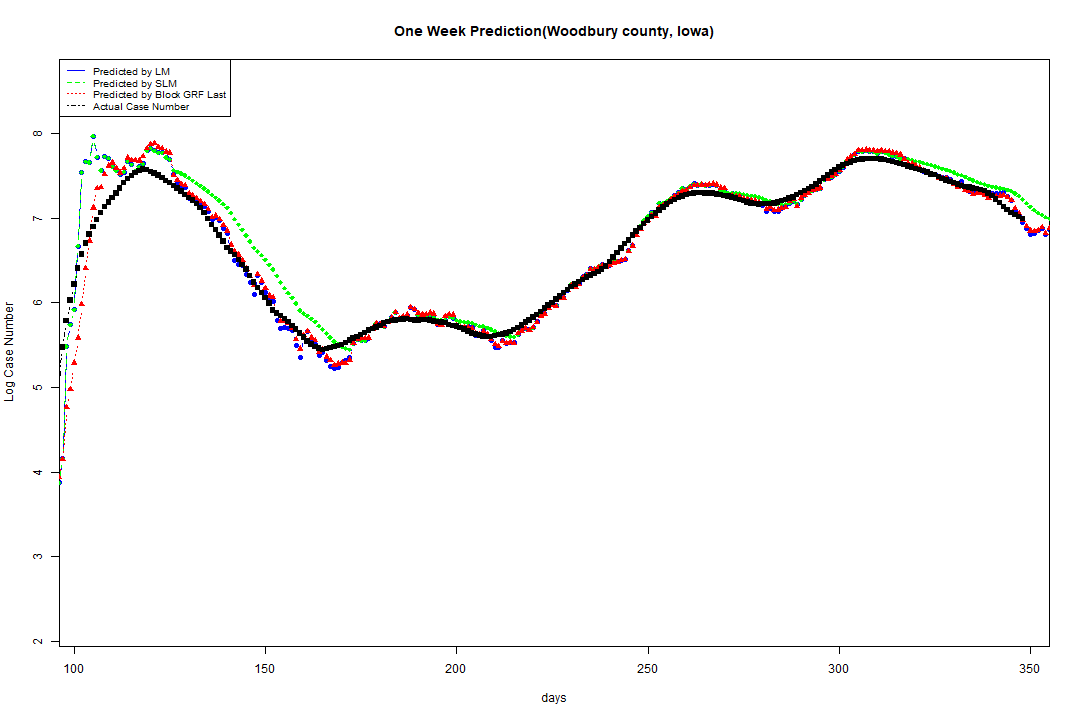 One Week Prediction(Woodbury county, Iowa)
Predicted by LM
Predicted by SLM
Predicted by Block GRF Last
Actual Case Number
Log Case Number
8
7
6
5
4
3
2
100 150 200 250 300 350
days